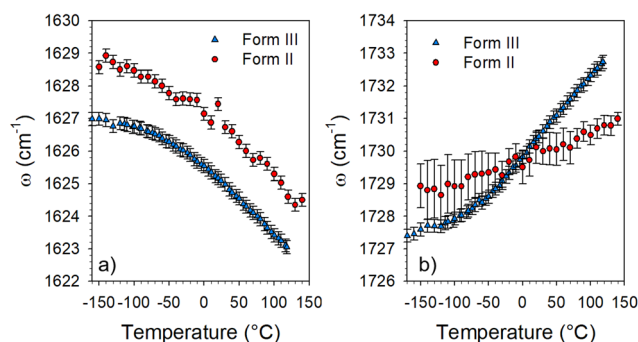 1630
1629
1628
1627
1626
1625
1624
1623
1622
ω (cm⁻¹)
Form III
Form II
a)
-150 -100 -50 0 50 100 150
Temperature (°C)
1734
1733
1732
1731
1730
1729
1728
1727
1726
ω (cm⁻¹)
Form III
Form II
b)
-150 -100 -50 0 50 100 150
Temperature (°C)